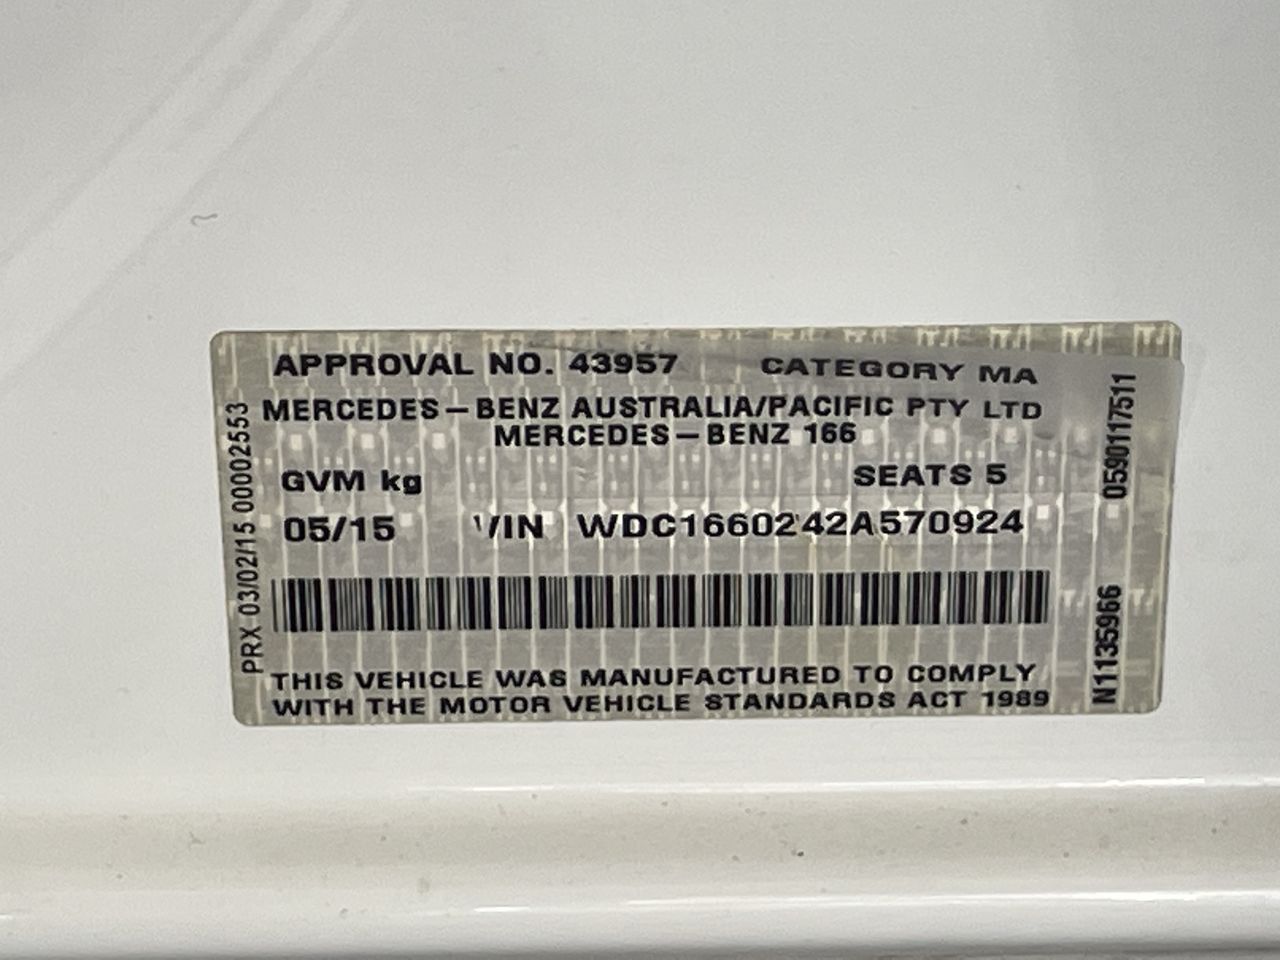 APPROVAL NO. 43957 CATEGORY MA
MERCEDES-BENZ AUSTRALIA/PACIFIC PTY LTD
MERCEDES-BENZ 166
GVM kg SEATS 5
05/15 VIN WDC1660242A570924
THIS VEHICLE WAS MANUFACTURED TO COMPLY
WITH THE MOTOR VEHICLE STANDARDS ACT 1989
PRX 03/02/15 00002553
N1135966 0590117511